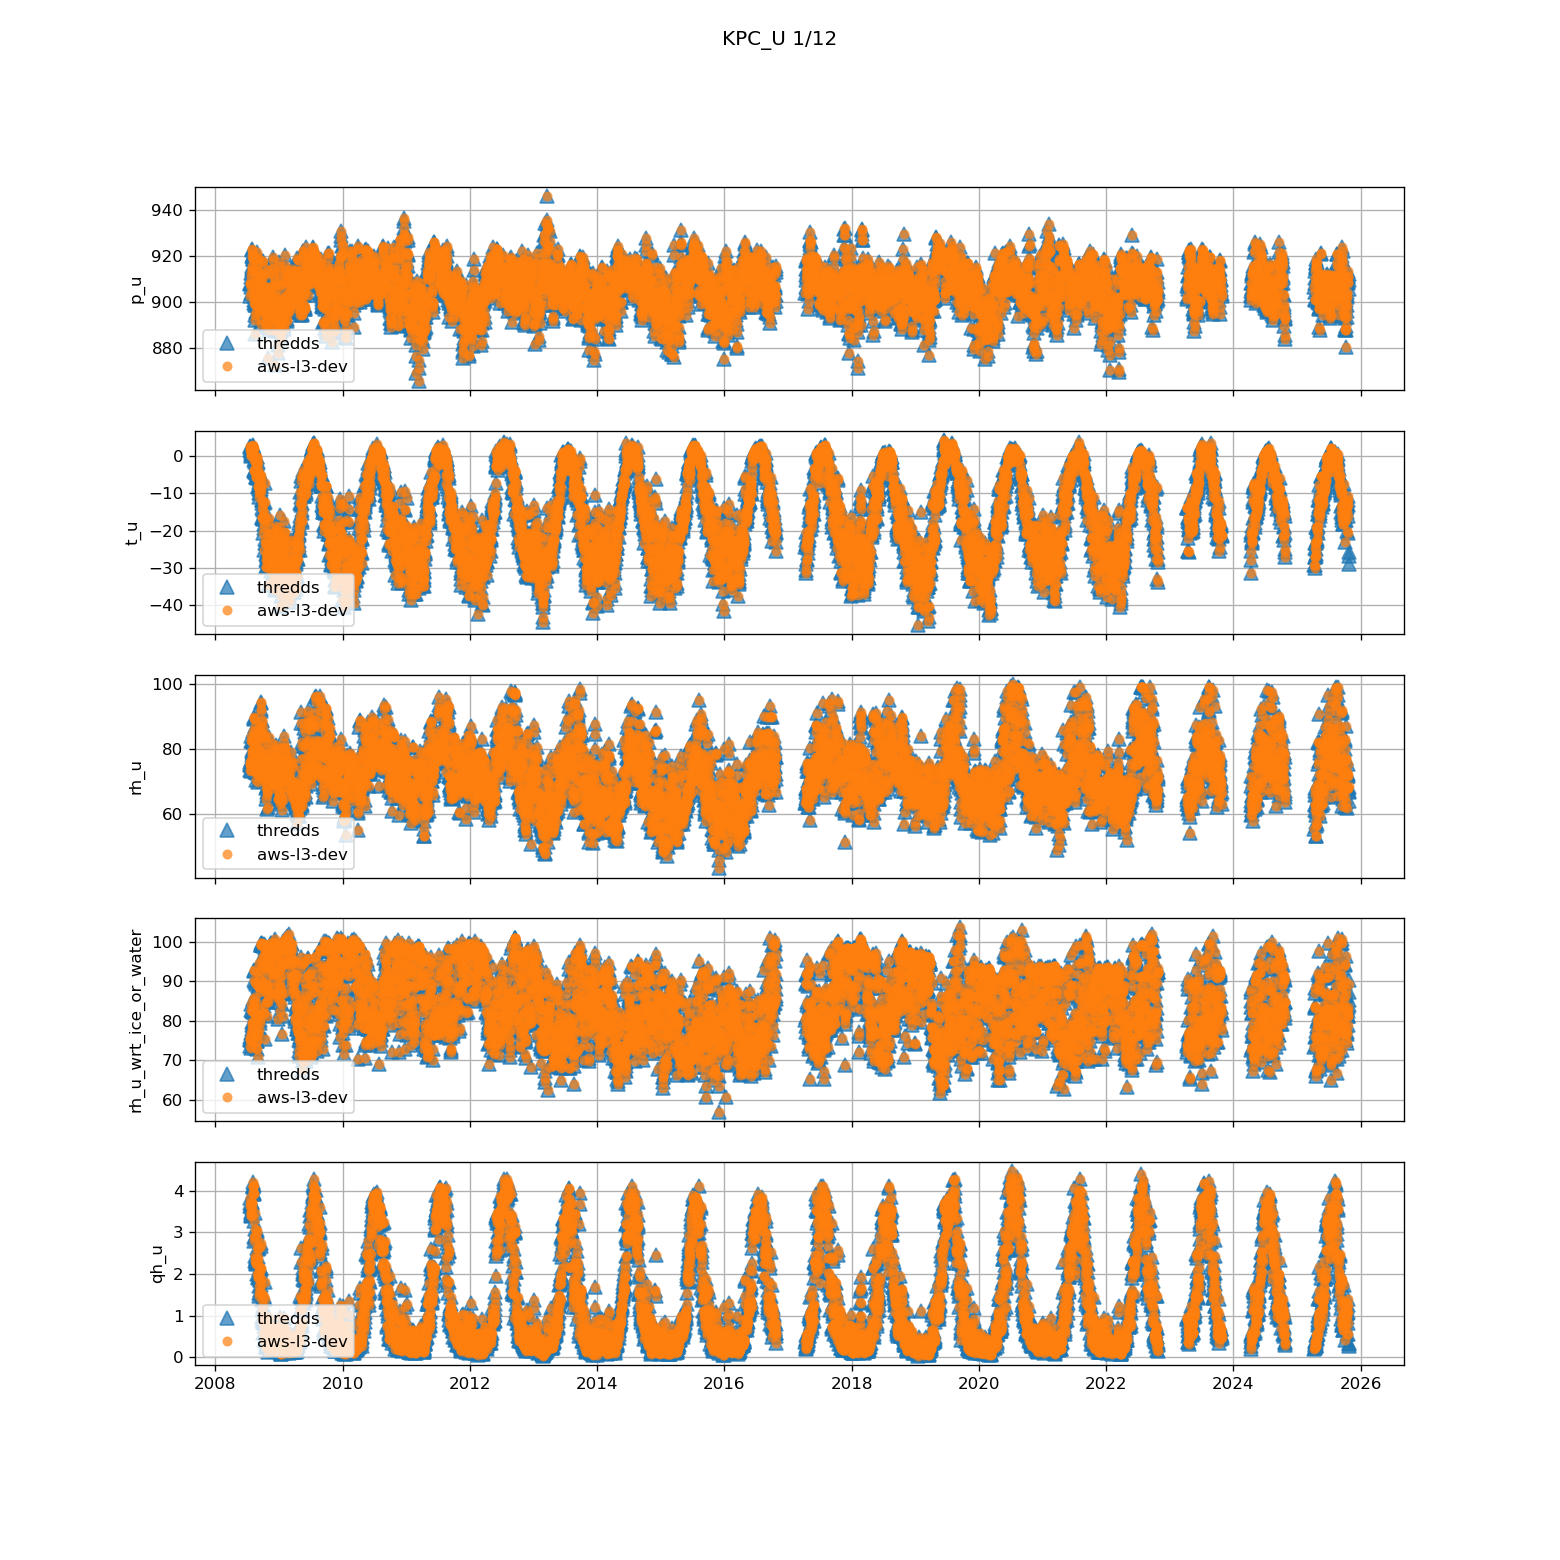 KPC_U 1/12
940
920
900
880
p_u
thredds
aws-l3-dev
0
−10
−20
−30
−40
t_u
thredds
aws-l3-dev
100
80
60
rh_u
thredds
aws-l3-dev
100
90
80
70
60
rh_u_wrt_ice_or_water
thredds
aws-l3-dev
4
3
2
1
0
qh_u
thredds
aws-l3-dev
2008 2010 2012 2014 2016 2018 2020 2022 2024 2026